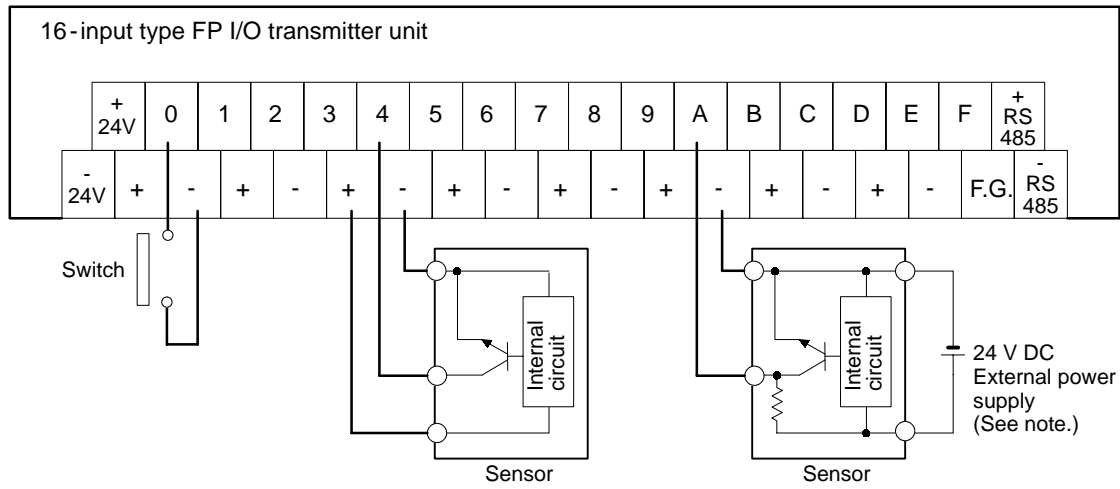 16-input type FP I/O transmitter unit
+ 24V 0 1 2 3 4 5 6 7 8 9 A B C D E F + RS 485
- 24V + - + - + - + - + - + - + - + - F.G. - RS 485
Switch
Internal circuit
Internal circuit
24 V DC
External power
supply
(See note.)
Sensor
Sensor